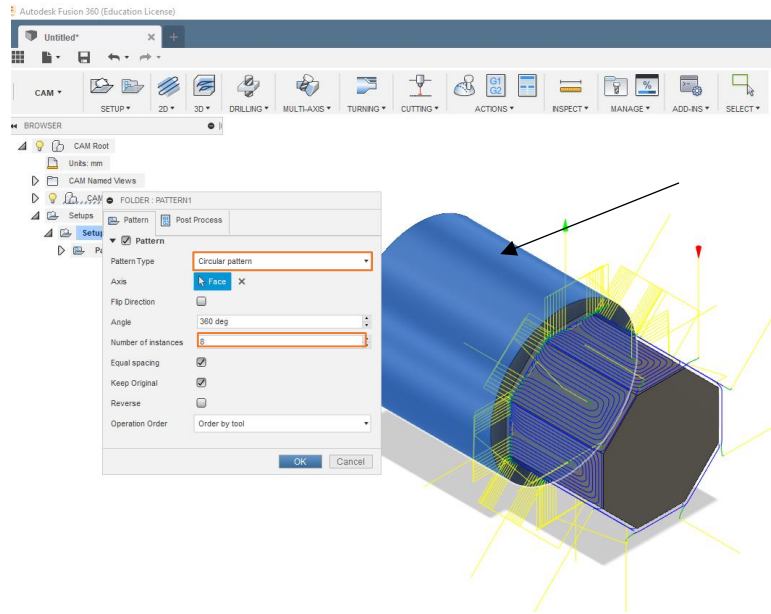 Autodesk Fusion 360 (Education License)
Untitled*
CAM
SETUP 2D 3D DRILLING MULTI-AXIS TURNING CUTTING ACTIONS INSPECT MANAGE ADD-INS SELECT
G1
G2
%
BROWSER
CAM Root
Units: mm
CAM Named Views
CAM
Setups
Setup
FOLDER : PATTERN1
Pattern Post Process
Pattern
Pattern Type Circular pattern
Axis Face
Flip Direction
Angle 360 deg
Number of instances 8
Equal spacing
Keep Original
Reverse
Operation Order Order by tool
OK Cancel